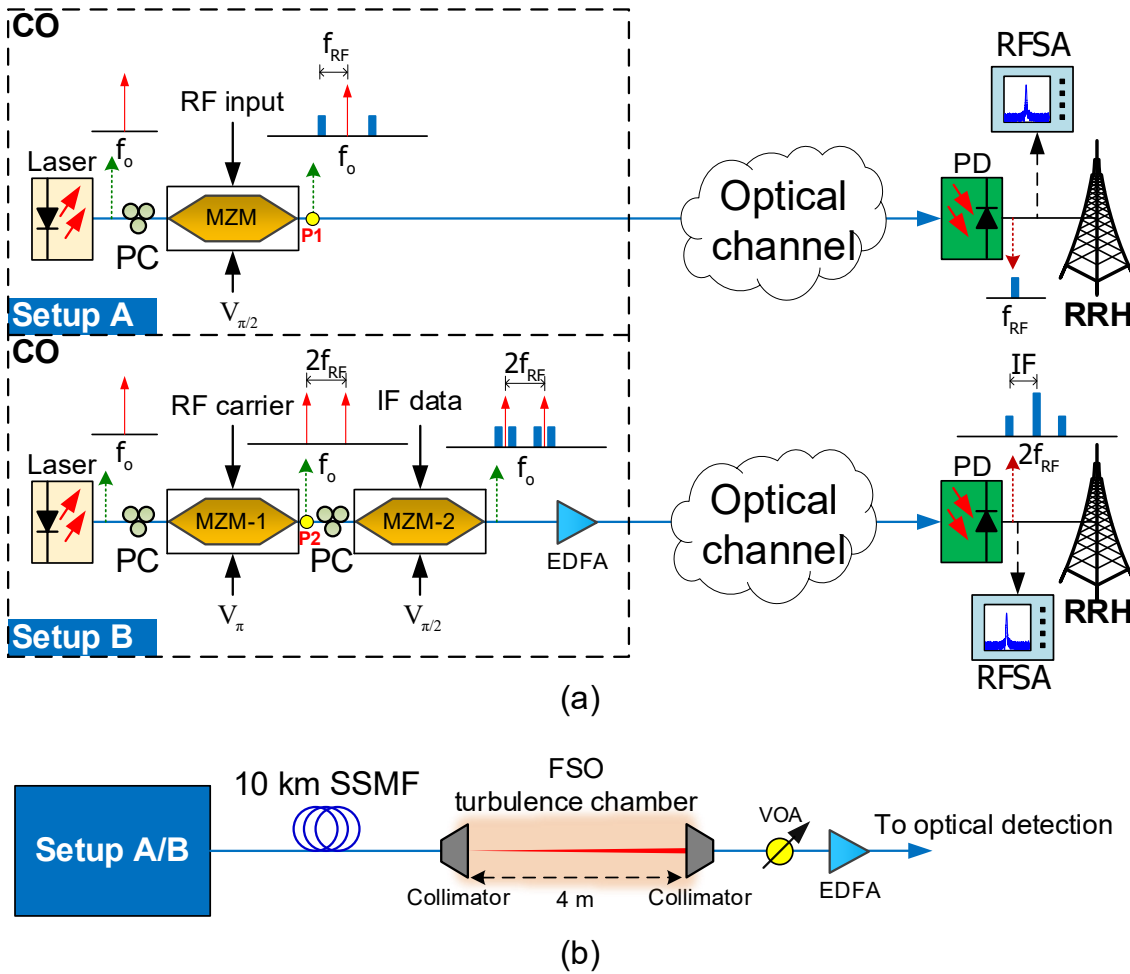 CO
f_RF
RFSA
RF input
Laser
f_o
f_o
PD
MZM
Optical
channel
PC
P1
V_π/2
f_RF
RRH
Setup A
CO
2f_RF
2f_RF
IF
RF carrier
IF data
Laser
f_o
f_o
f_o
2f_RF
PD
MZM-1
MZM-2
Optical
channel
PC
P2
PC
EDFA
V_π
V_π/2
RRH
Setup B
RFSA
(a)
10 km SSMF
FSO
turbulence chamber
VOA
To optical detection
Setup A/B
EDFA
Collimator
4 m
Collimator
(b)